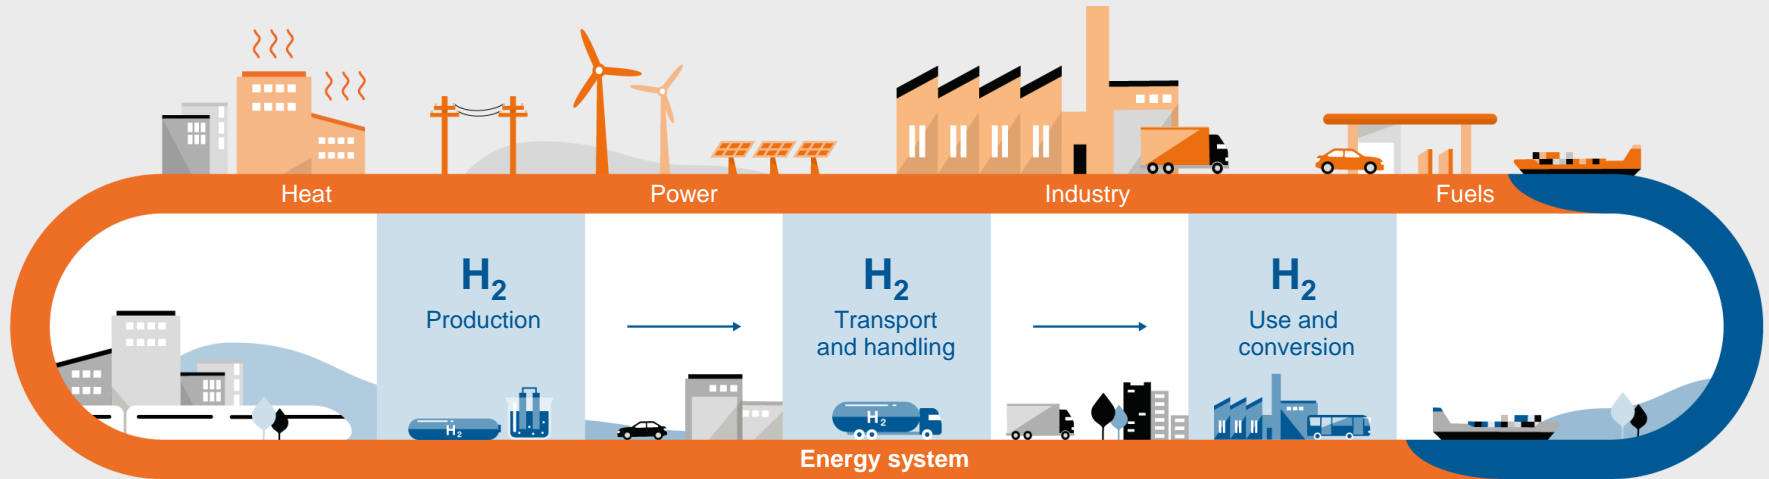 Heat
Power
Industry
Fuels
H₂
Production
H₂
Transport
and handling
H₂
Use and
conversion
H₂
H₂
Energy system